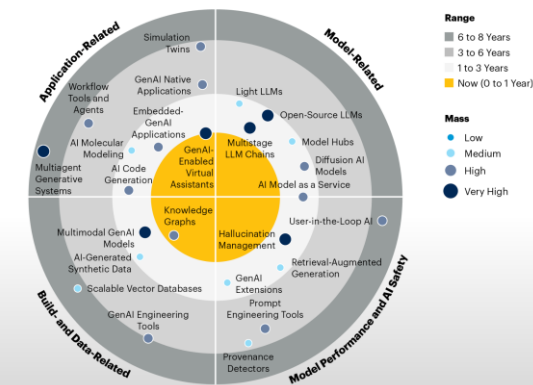 Application-Related
Simulation
Twins
GenAI Native
Applications
Workflow
Tools and
Agents
Embedded-
GenAI
Applications
AI Molecular
Modeling
Multiagent
Generative
Systems
AI Code
Generation
GenAI-
Enabled
Virtual
Assistants
Model-Related
Light LLMs
Open-Source LLMs
Multistage
LLM Chains
Model Hubs
Diffusion AI
Models
AI Model as a Service
Knowledge
Graphs
Multimodal GenAI
Models
AI-Generated
Synthetic Data
Scalable Vector Databases
GenAI Engineering
Tools
Build- and Data-Related
User-in-the-Loop AI
Hallucination
Management
Retrieval-Augmented
Generation
GenAI
Extensions
Prompt
Engineering Tools
Provenance
Detectors
Model Performance and AI Safety
Range
6 to 8 Years
3 to 6 Years
1 to 3 Years
Now (0 to 1 Year)
Mass
Low
Medium
High
Very High